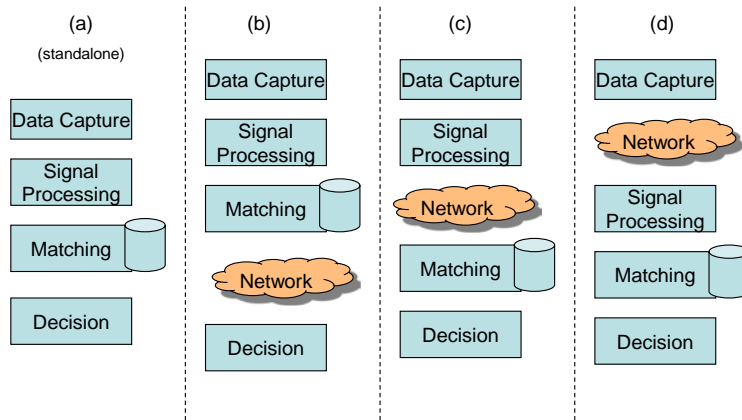 (a)
(standalone)
Data Capture
Signal
Processing
Matching
Decision
(b)
Data Capture
Signal
Processing
Matching
Network
Decision
(c)
Data Capture
Signal
Processing
Network
Matching
Decision
(d)
Data Capture
Network
Signal
Processing
Matching
Decision